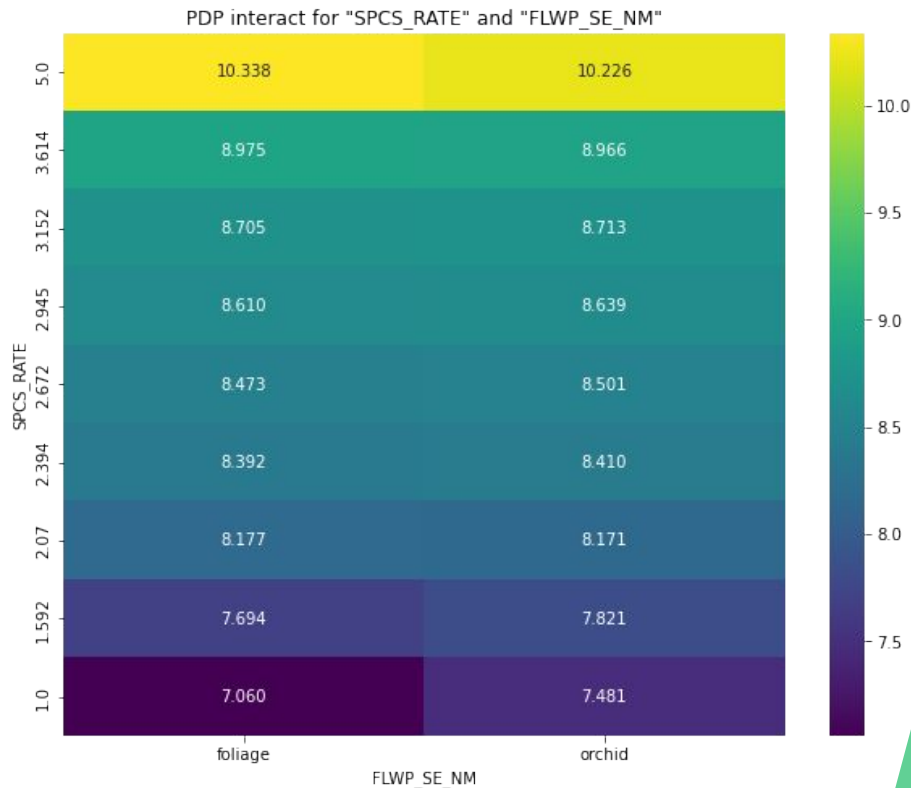 PDP interact for "SPCS_RATE" and "FLWP_SE_NM"
5.0 10.338 10.226
10.0
3.614 8.975 8.966
9.5
3.152 8.705 8.713
9.0
2.945 8.610 8.639
SPCS_RATE
2.672 8.473 8.501
8.5
2.394 8.392 8.410
8.0
2.07 8.177 8.171
1.592 7.694 7.821
7.5
1.0 7.060 7.481
foliage orchid
FLWP_SE_NM